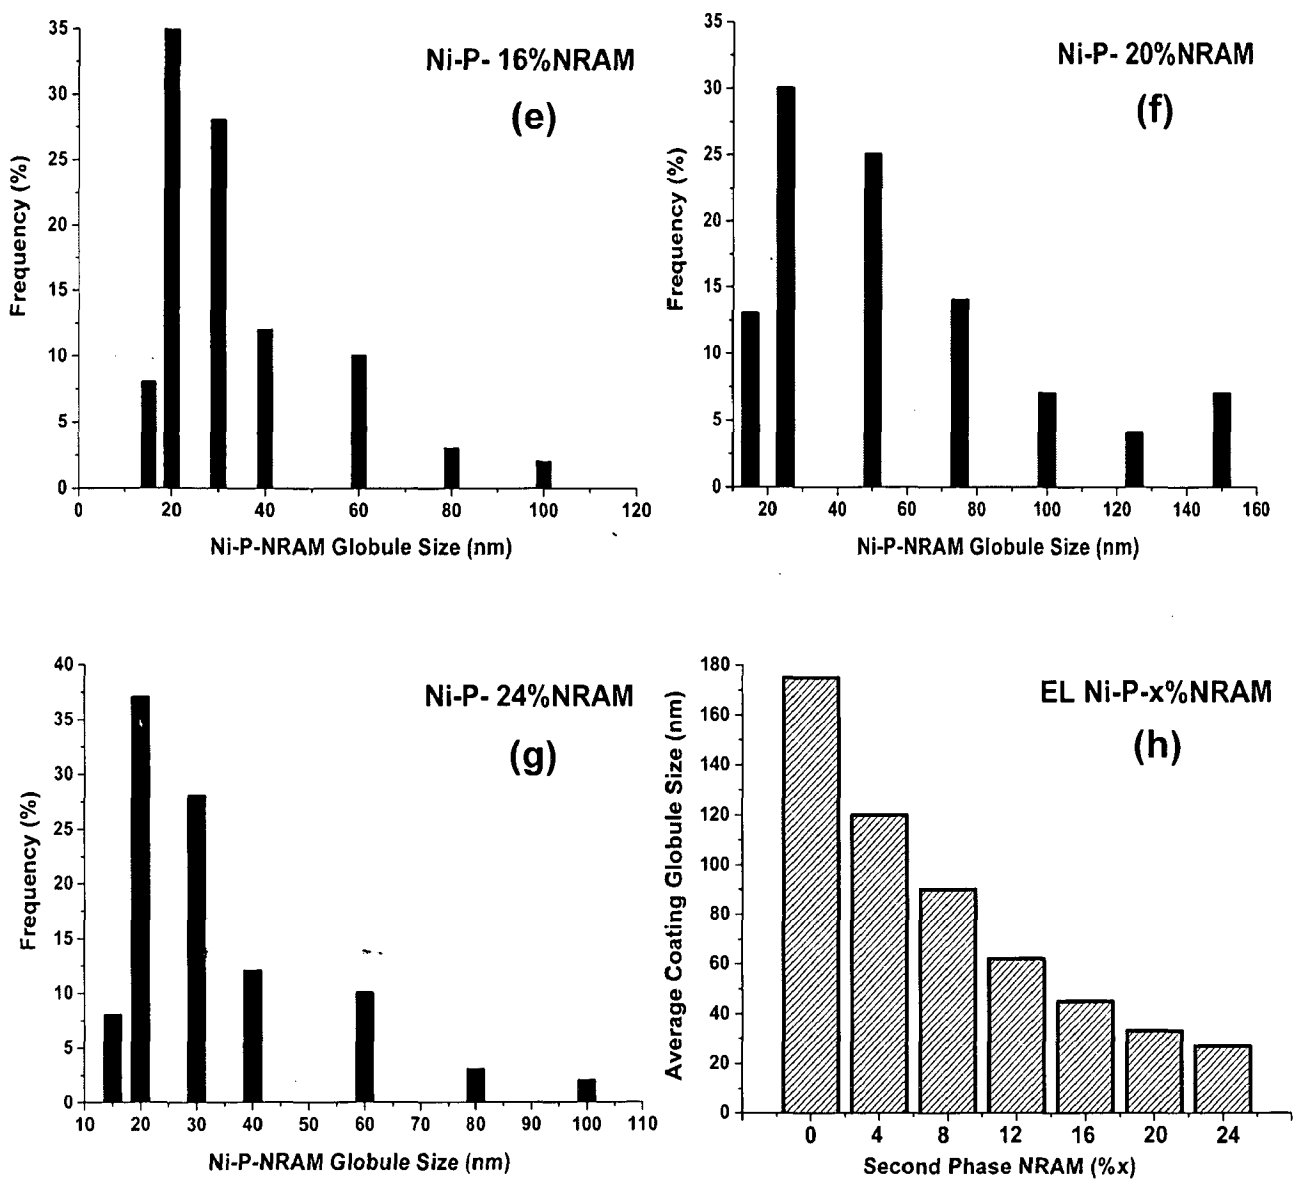 Ni-P- 16%NRAM
(e)
Frequency (%)
35
30
25
20
15
10
5
0
0 20 40 60 80 100 120
Ni-P-NRAM Globule Size (nm)
Ni-P- 20%NRAM
(f)
Frequency (%)
35
30
25
20
15
10
5
0
20 40 60 80 100 120 140 160
Ni-P-NRAM Globule Size (nm)
Ni-P- 24%NRAM
(g)
Frequency (%)
40
35
30
25
20
15
10
5
0
10 20 30 40 50 60 70 80 90 100 110
Ni-P-NRAM Globule Size (nm)
EL Ni-P-x%NRAM
(h)
Average Coating Globule Size (nm)
180
160
140
120
100
80
60
40
20
0
0 4 8 12 16 20 24
Second Phase NRAM (%x)